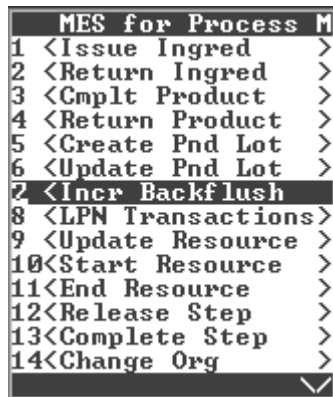 MES for Process M
1 <Issue Ingred >
2 <Return Ingred >
3 <Cmplt Product >
4 <Return Product >
5 <Create Pnd Lot >
6 <Update Pnd Lot >
7 <Incr Backflush
8 <LPN Transactions>
9 <Update Resource >
10<Start Resource >
11<End Resource >
12<Release Step >
13<Complete Step >
14<Change Org >